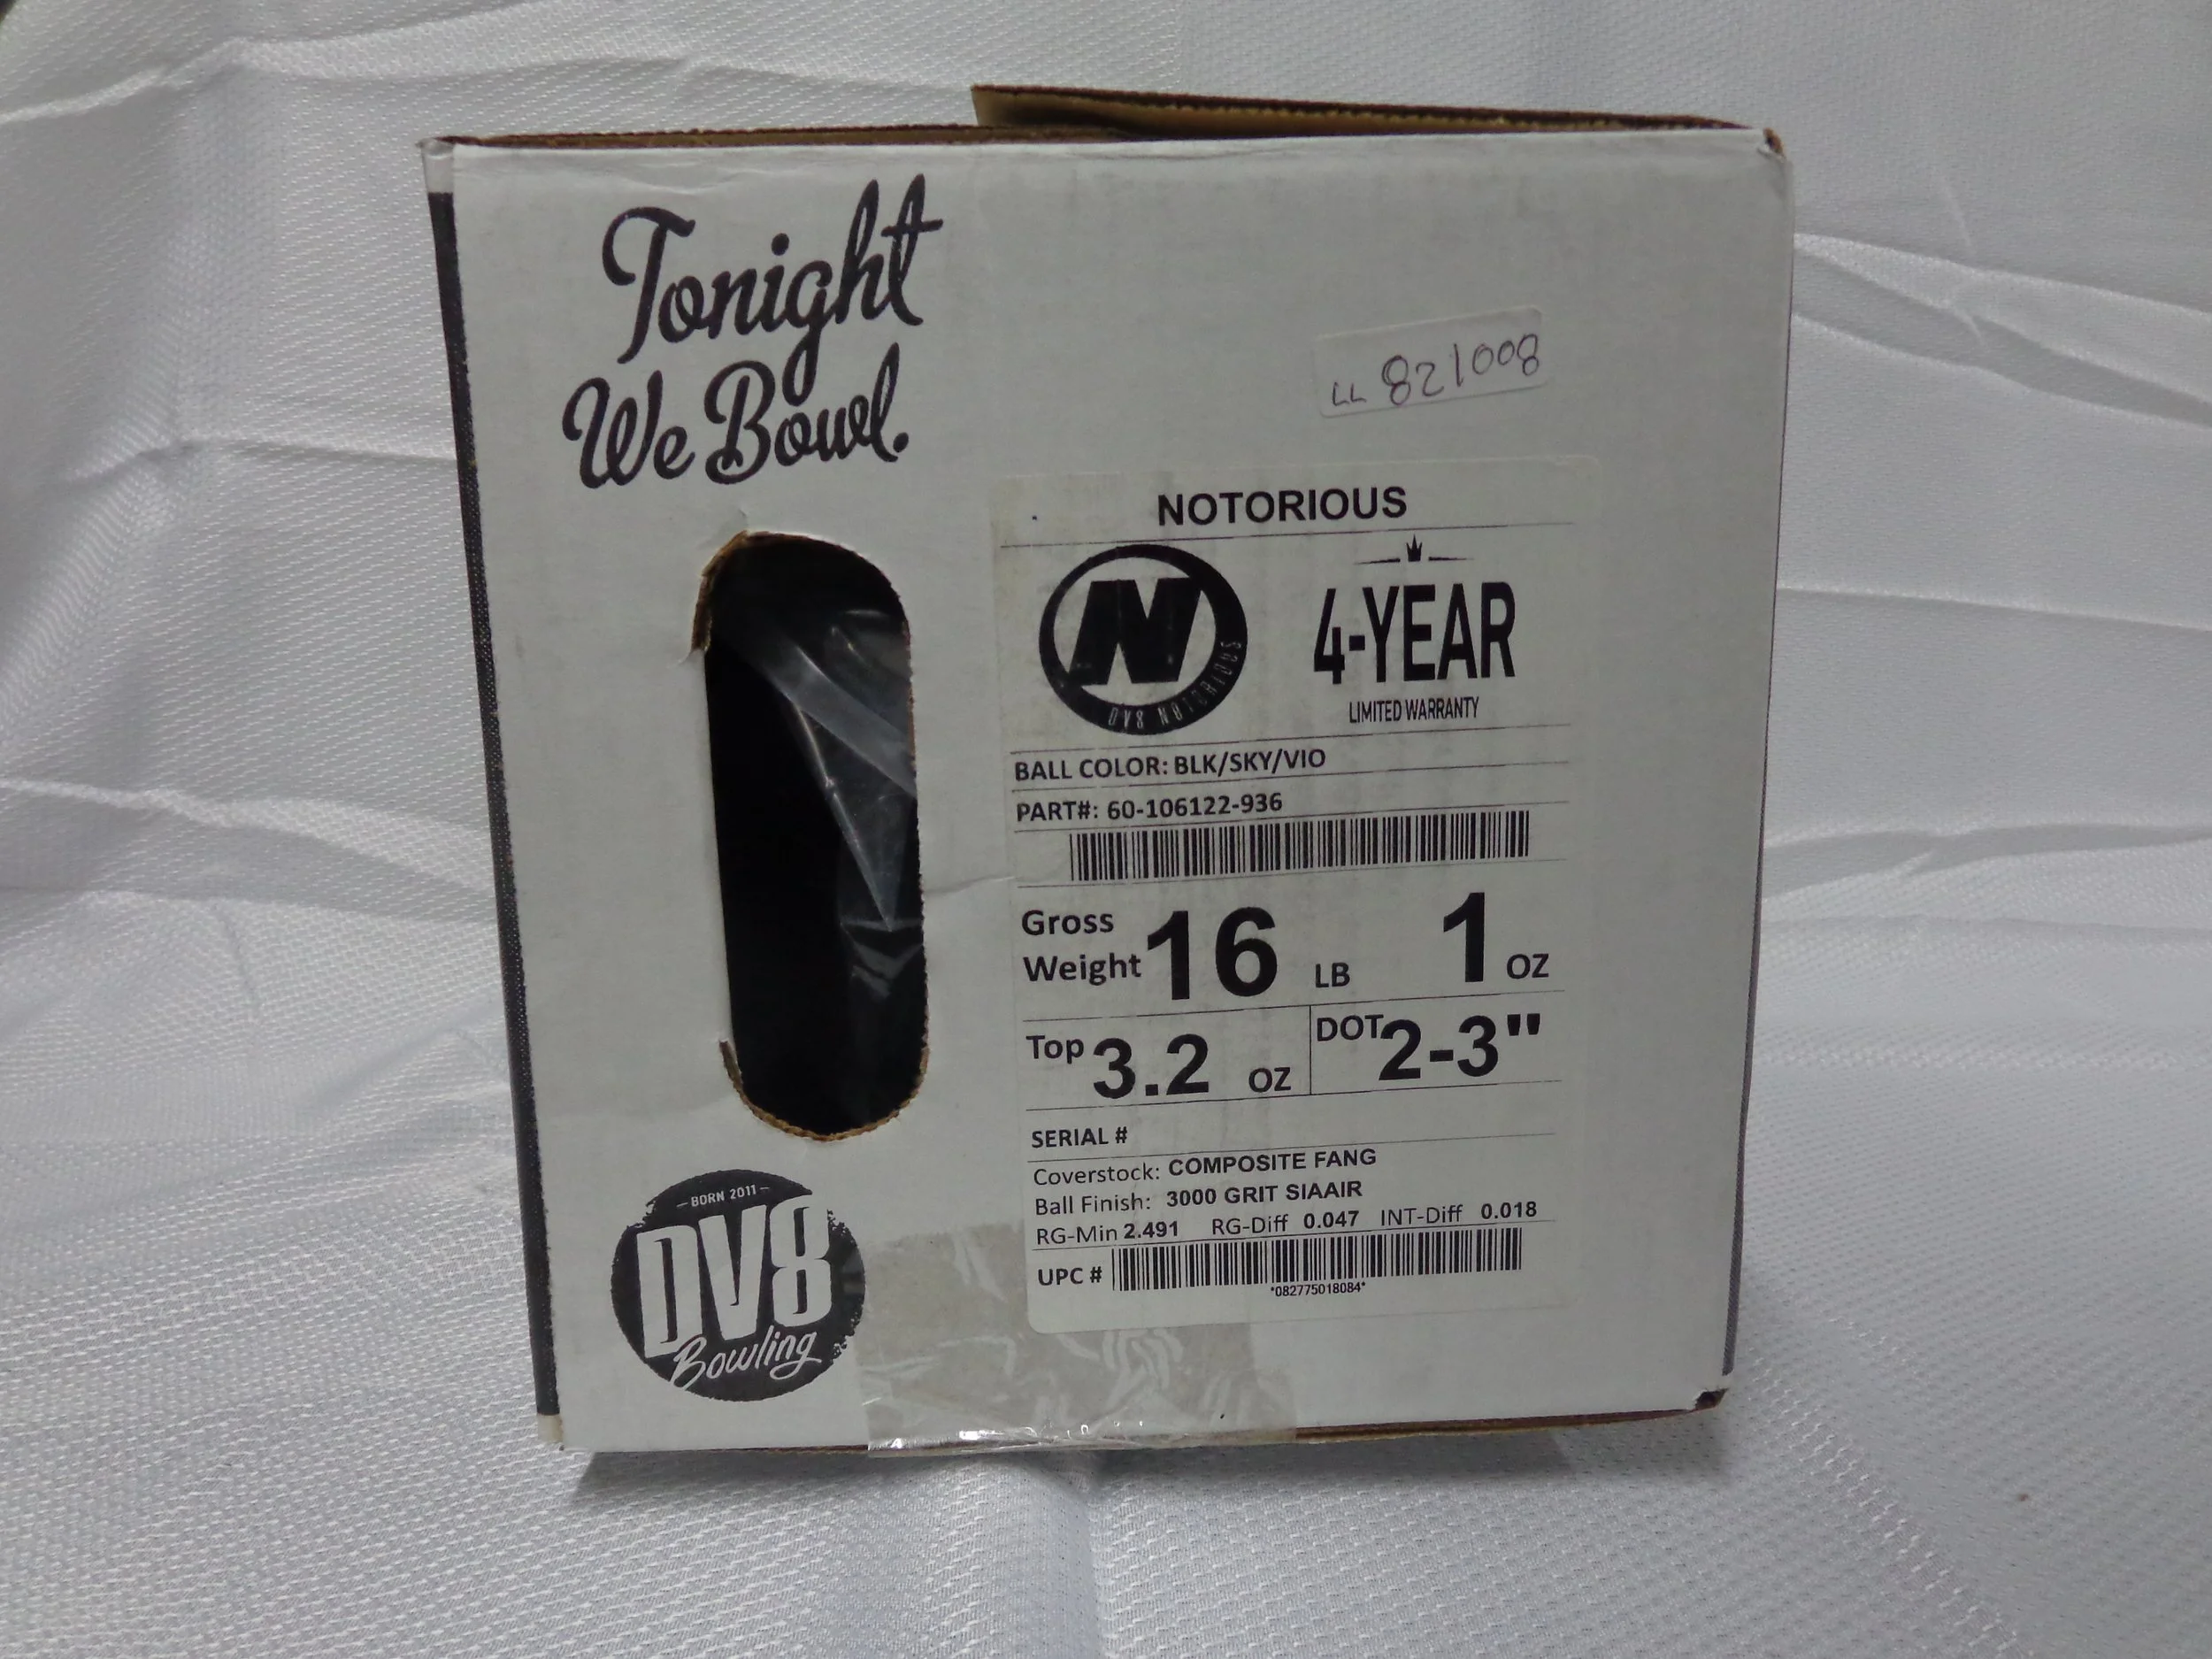 Tonight
We Bowl.
NOTORIOUS
N
DV8 NOTORIOUS
4-YEAR
LIMITED WARRANTY
BALL COLOR: BLK/SKY/VIO
PART#: 60-106122-936
Gross Weight 16 LB 1 OZ
Top 3.2 OZ DOT 2-3"
SERIAL #
Coverstock: COMPOSITE FANG
Ball Finish: 3000 GRIT SIAAIR
RG-Min 2.491 RG-Diff 0.047 INT-Diff 0.018
UPC #
*082775018084*
BORN 2011
DV8
Bowling